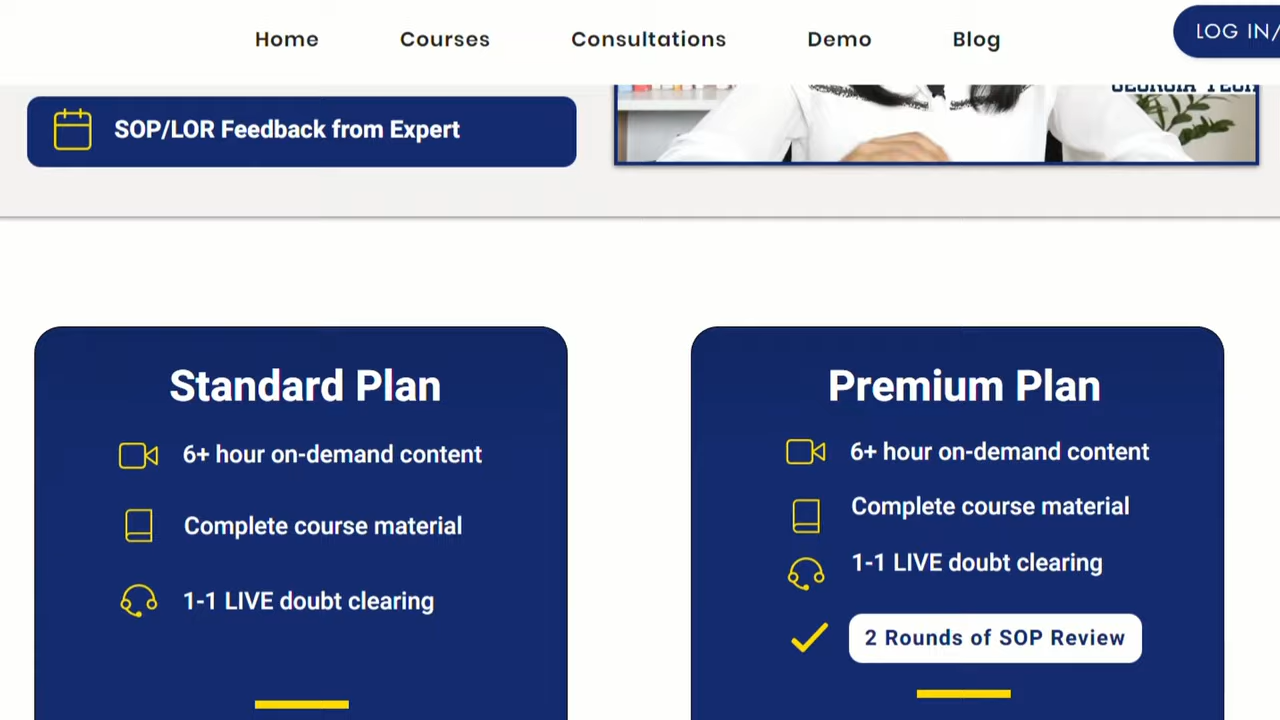 Home
Courses
Consultations
Demo
Blog
LOG IN/
GEORGIA TECH
SOP/LOR Feedback from Expert
Standard Plan
6+ hour on-demand content
Complete course material
1-1 LIVE doubt clearing
Premium Plan
6+ hour on-demand content
Complete course material
1-1 LIVE doubt clearing
2 Rounds of SOP Review